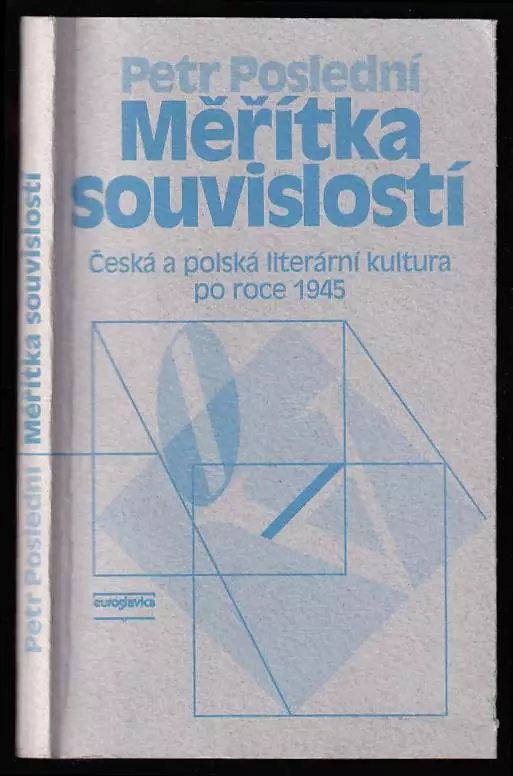 Petr Poslední
Měřítka
souvislostí
Česká a polská literární kultura
po roce 1945
euroslavica
Petr Poslední Měřítka souvislostí